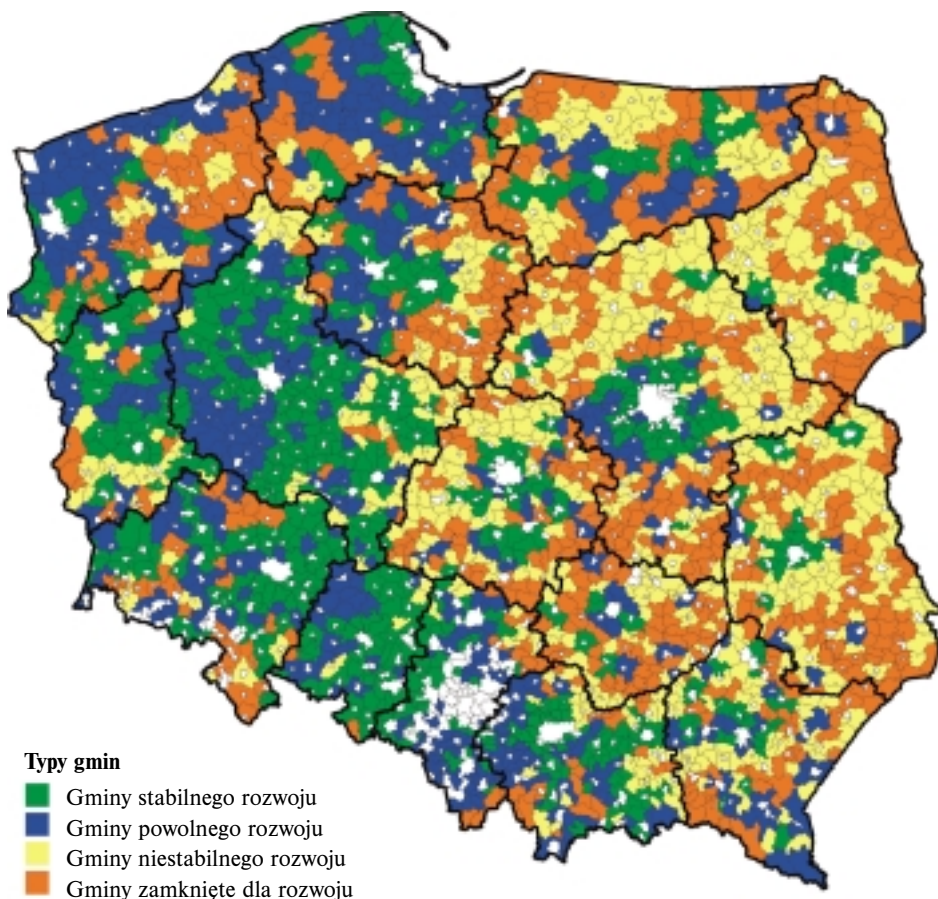 Typy gmin
Gminy stabilnego rozwoju
Gminy powolnego rozwoju
Gminy niestabilnego rozwoju
Gminy zamknięte dla rozwoju